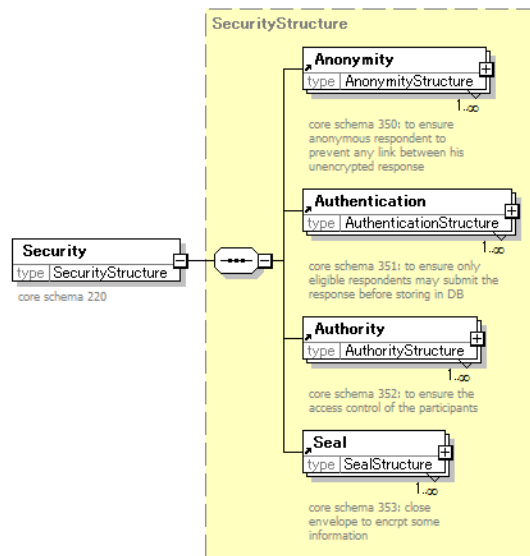 SecurityStructure
Anonymity
type AnonymityStructure
1..∞
core schema 350: to ensure
anonymous respondent to
prevent any link between his
unencrypted response
Authentication
type AuthenticationStructure
1..∞
core schema 351: to ensure only
eligible respondents may submit the
response before storing in DB
Security
type SecurityStructure
core schema 220
Authority
type AuthorityStructure
1..∞
core schema 352: to ensure the
access control of the participants
Seal
type SealStructure
1..∞
core schema 353: close
envelope to encrpt some
information